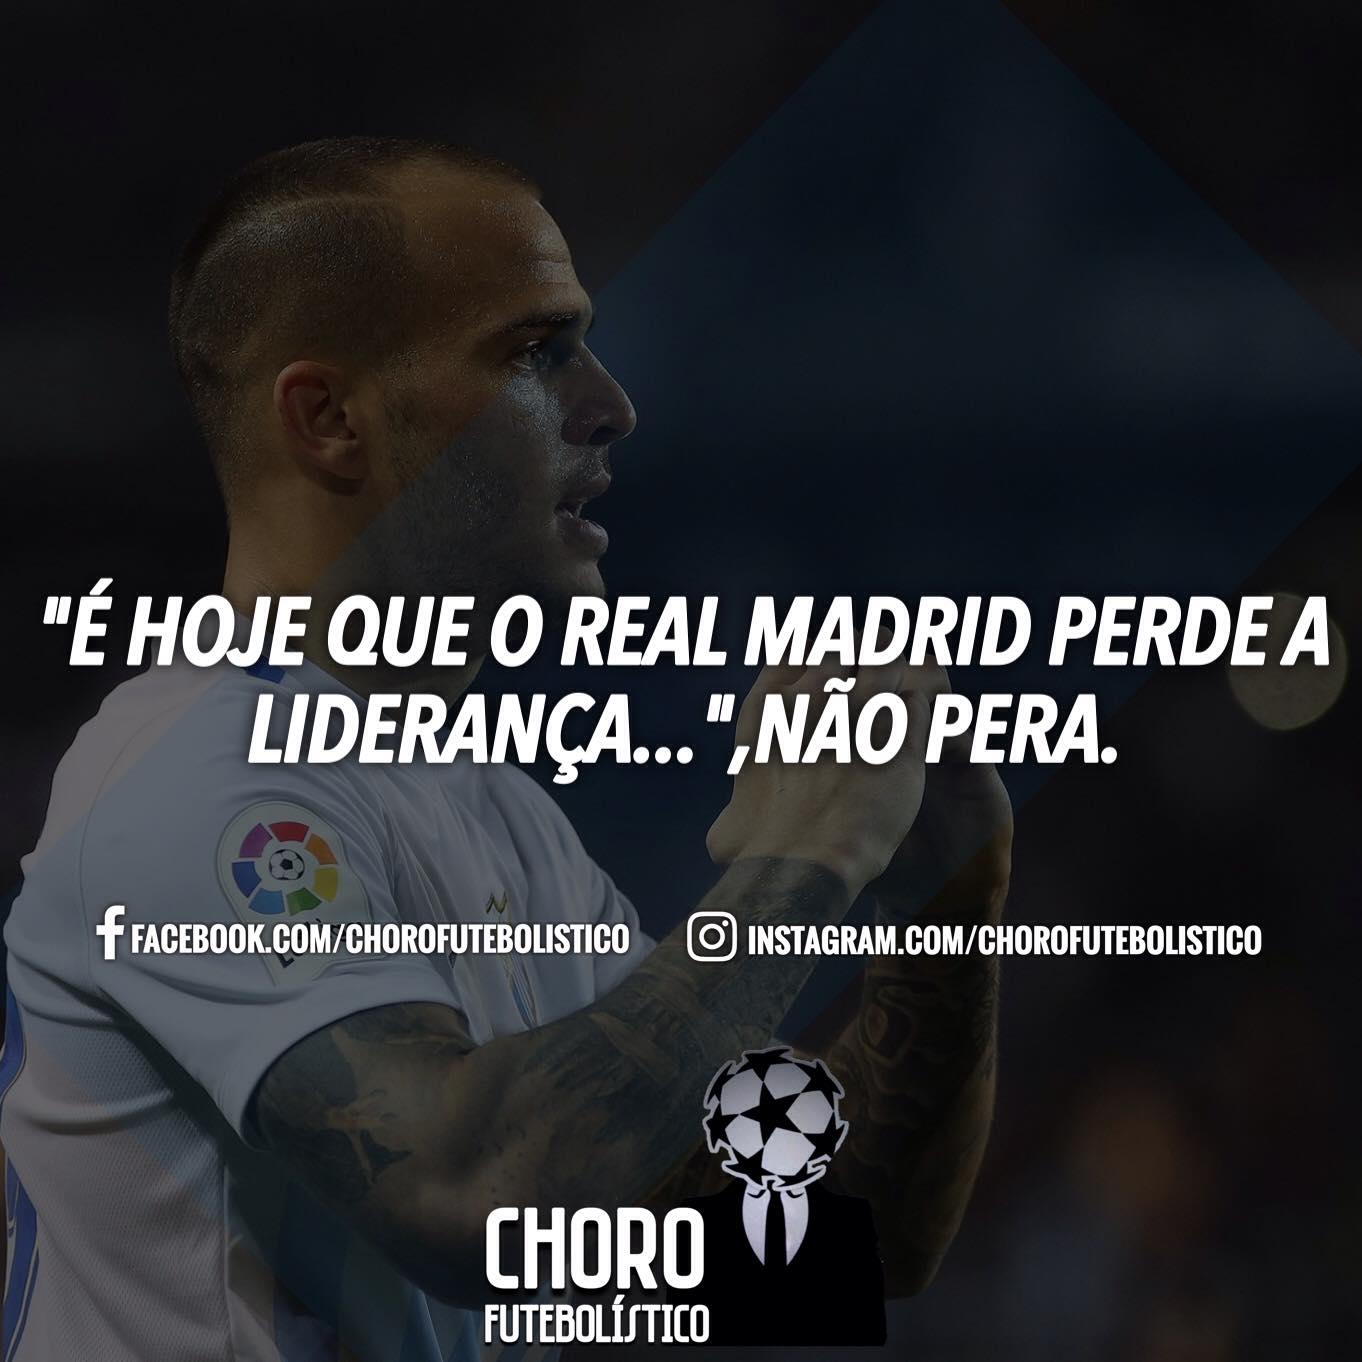 "É HOJE QUE O REAL MADRID PERDE A
LIDERANÇA...",NÃO PERA.
FACEBOOK.COM/CHOROFUTEBOLISTICO
INSTAGRAM.COM/CHOROFUTEBOLISTICO
CHORO
FUTEBOLÍSTICO